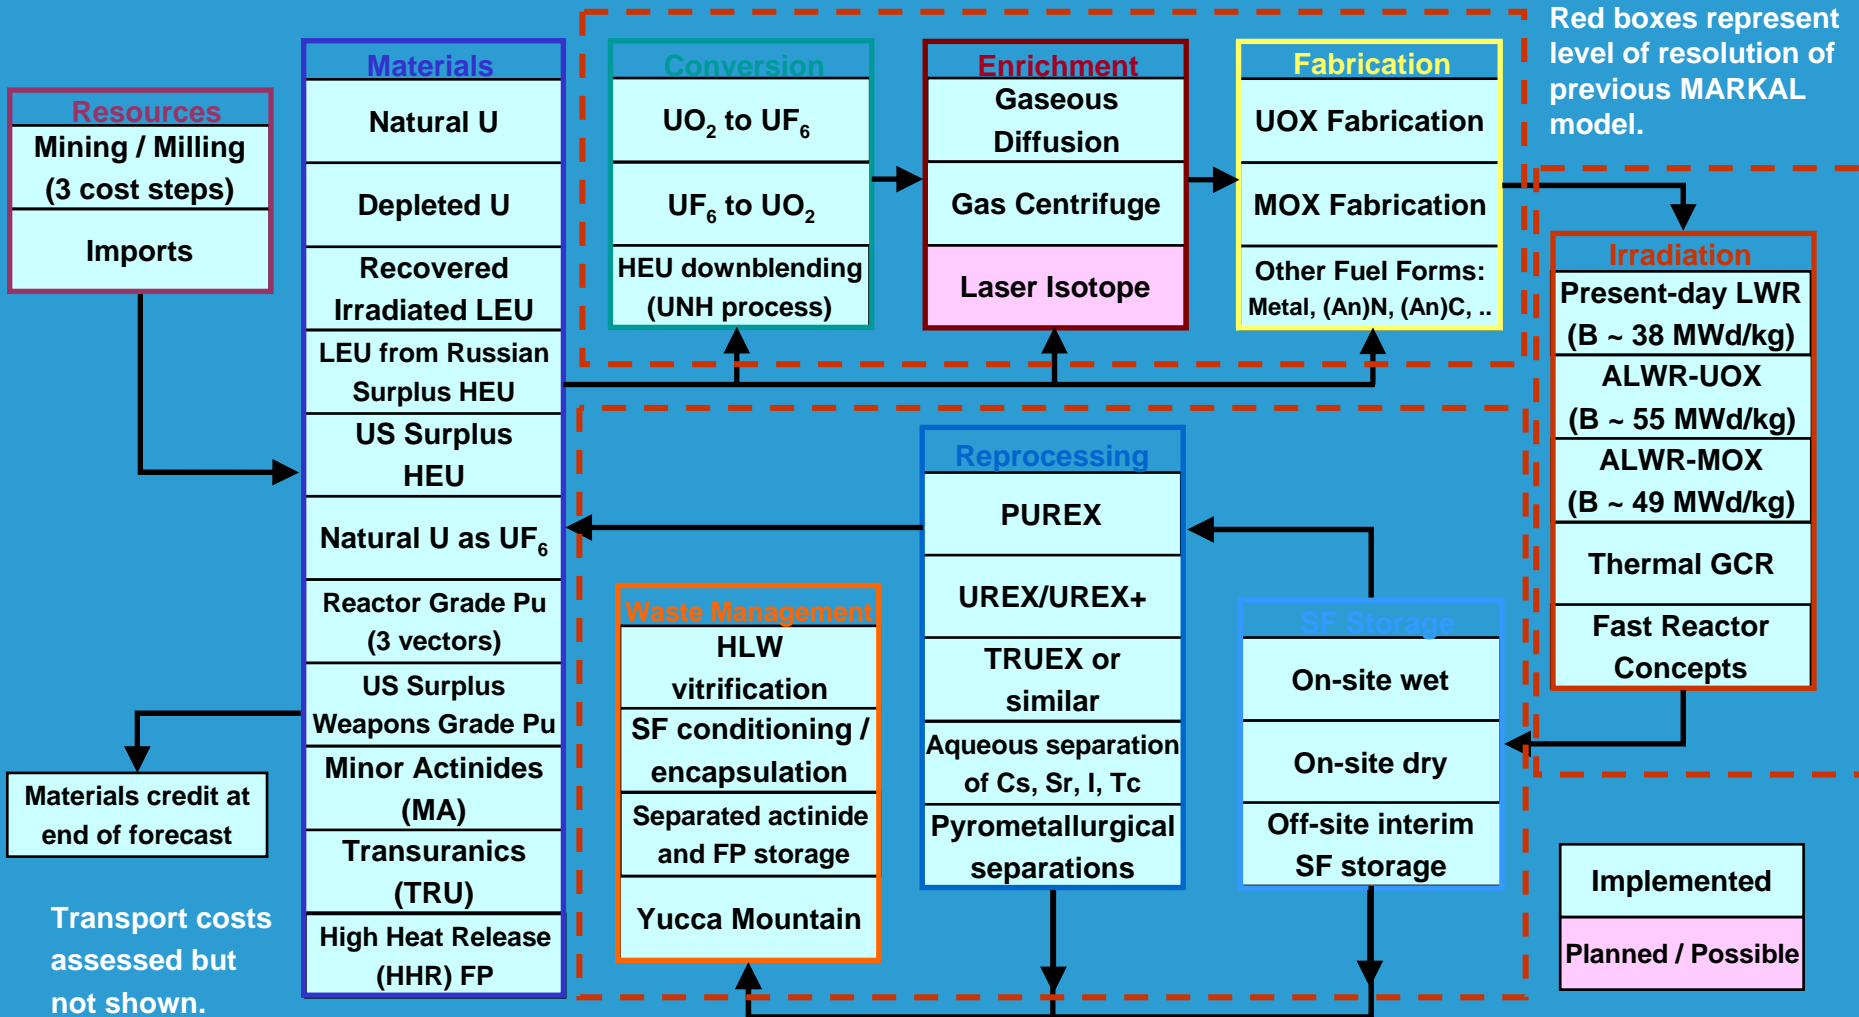 Red boxes represent
level of resolution of
previous MARKAL
model.
Resources
Mining / Milling
(3 cost steps)
Imports
Materials
Natural U
Depleted U
Recovered
Irradiated LEU
LEU from Russian
Surplus HEU
US Surplus
HEU
Natural U as UF₆
Reactor Grade Pu
(3 vectors)
US Surplus
Weapons Grade Pu
Minor Actinides
(MA)
Transuranics
(TRU)
High Heat Release
(HHR) FP
Conversion
UO₂ to UF₆
UF₆ to UO₂
HEU downblending
(UNH process)
Enrichment
Gaseous
Diffusion
Gas Centrifuge
Laser Isotope
Fabrication
UOX Fabrication
MOX Fabrication
Other Fuel Forms:
Metal, (An)N, (An)C, ..
Irradiation
Present-day LWR
(B ~ 38 MWd/kg)
ALWR-UOX
(B ~ 55 MWd/kg)
ALWR-MOX
(B ~ 49 MWd/kg)
Thermal GCR
Fast Reactor
Concepts
Reprocessing
PUREX
UREX/UREX+
TRUEX or
similar
Aqueous separation
of Cs, Sr, I, Tc
Pyrometallurgical
separations
Waste Management
HLW
vitrification
SF conditioning /
encapsulation
Separated actinide
and FP storage
Yucca Mountain
SF Storage
On-site wet
On-site dry
Off-site interim
SF storage
Materials credit at
end of forecast
Transport costs
assessed but
not shown.
Implemented
Planned / Possible